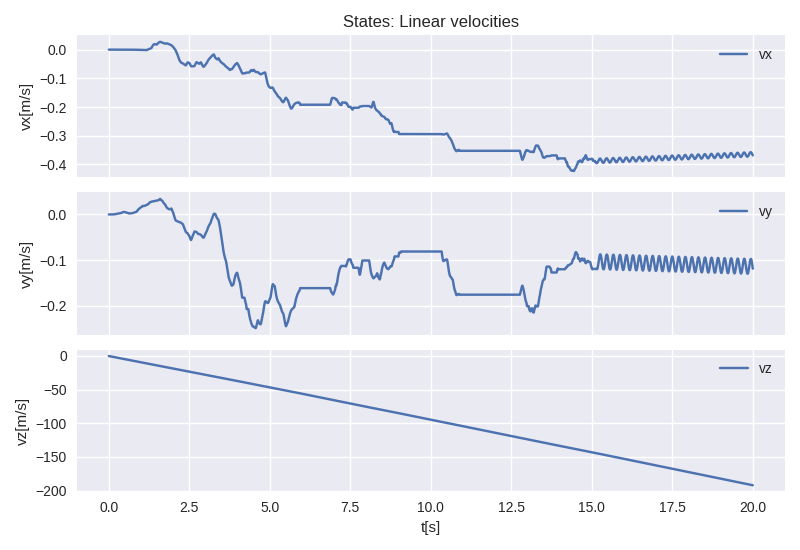 States: Linear velocities
vx[m/s]
0.0
−0.1
−0.2
−0.3
−0.4
vx
vy[m/s]
0.0
−0.1
−0.2
vy
vz[m/s]
0
−50
−100
−150
−200
vz
0.0 2.5 5.0 7.5 10.0 12.5 15.0 17.5 20.0
t[s]